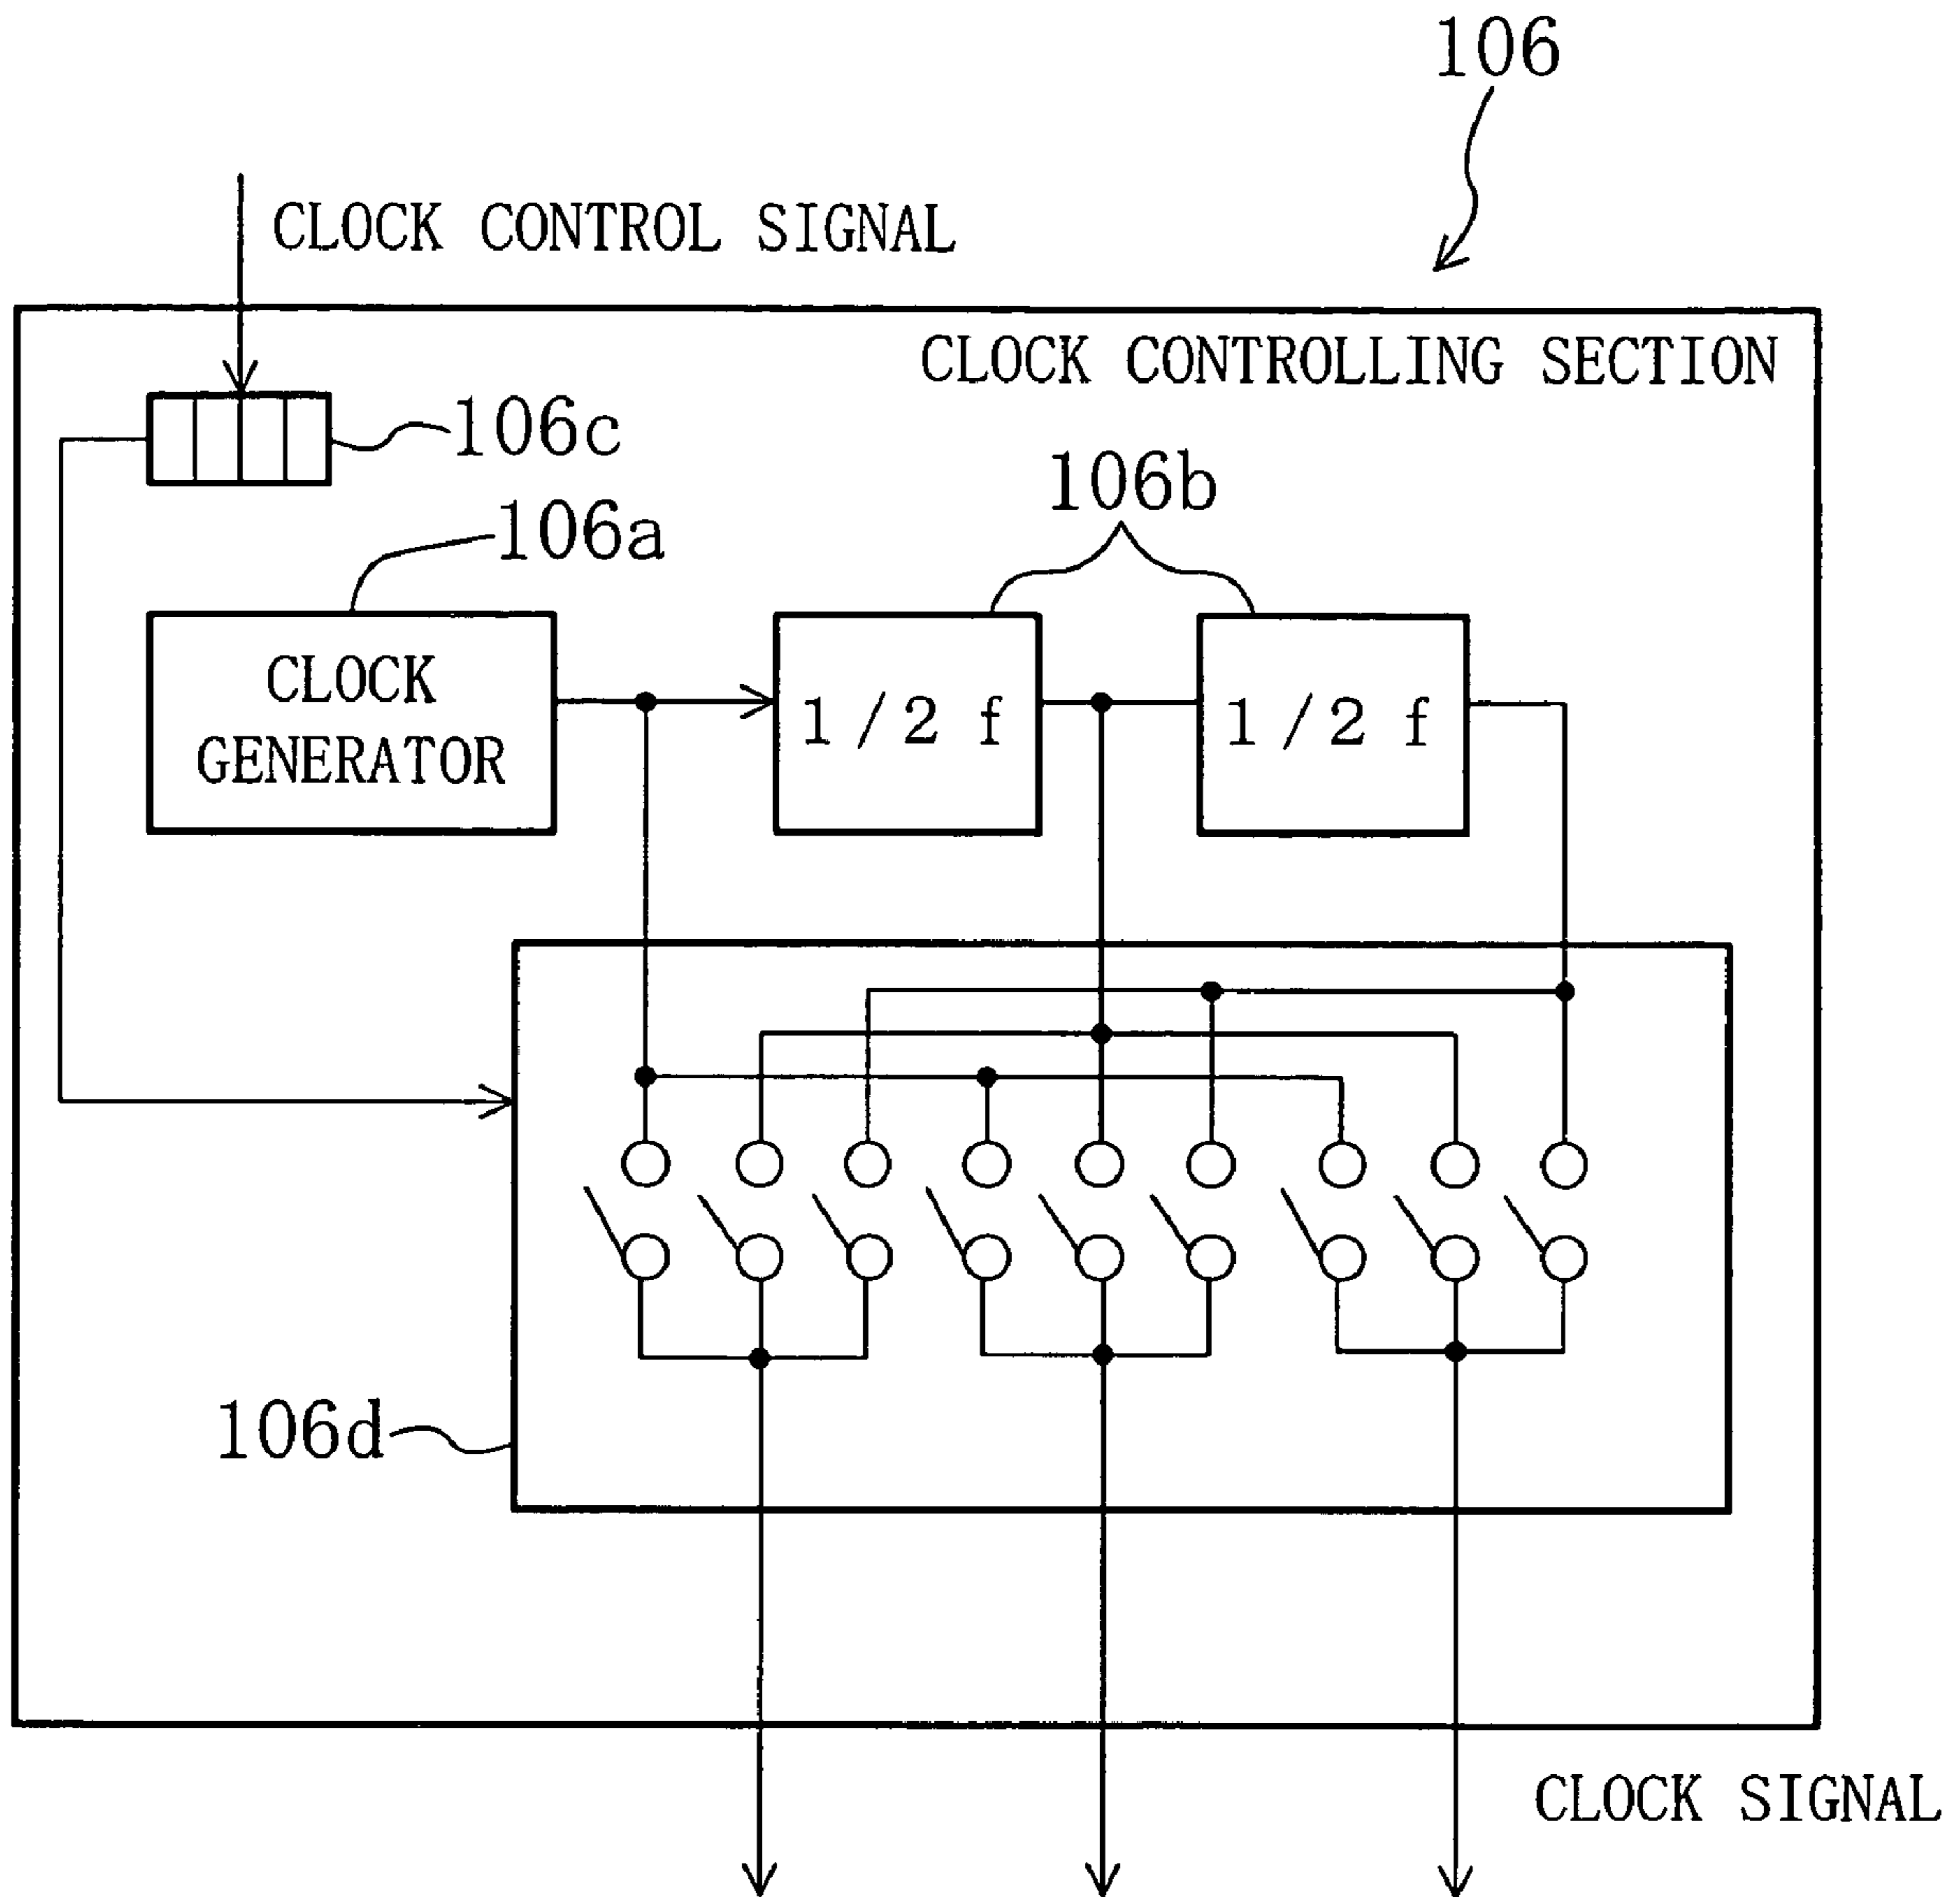 106
CLOCK CONTROL SIGNAL
CLOCK CONTROLLING SECTION
106c
106b
106a
CLOCK
GENERATOR
1/2 f
1/2 f
106d
CLOCK SIGNAL